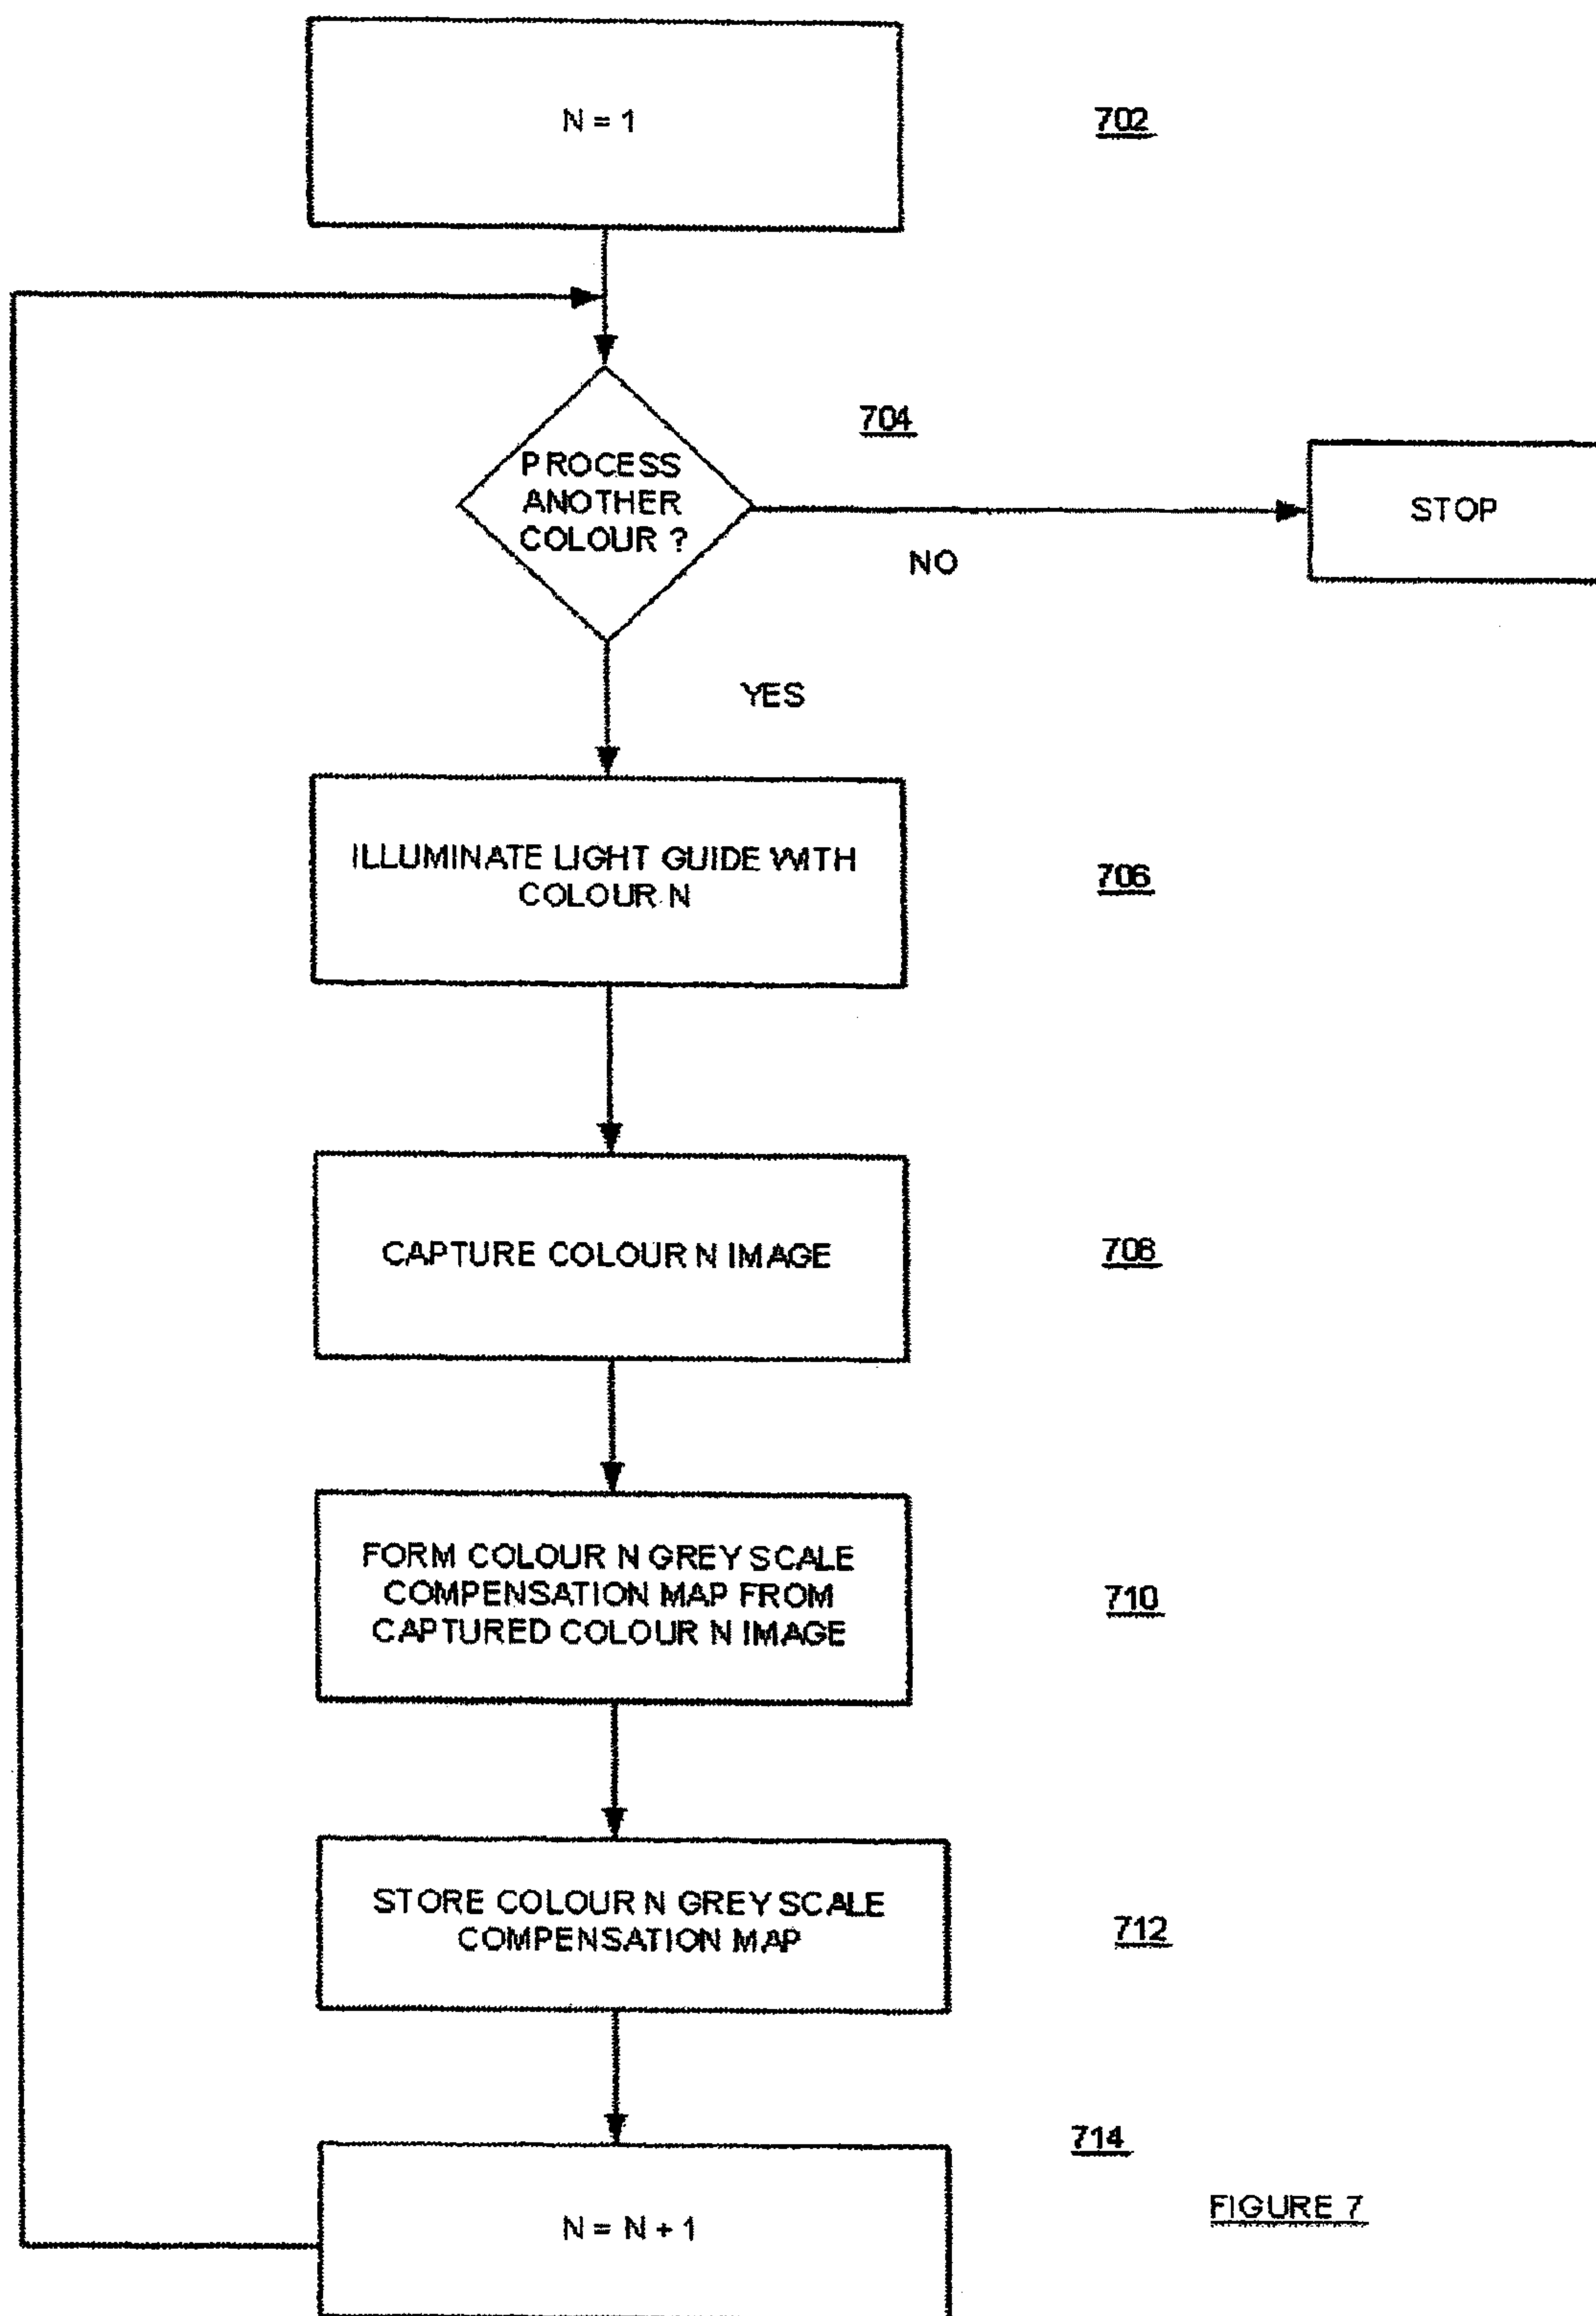 N = 1
702
704
PROCESS
ANOTHER
COLOUR ?
STOP
NO
YES
ILLUMINATE LIGHT GUIDE WITH
COLOUR N
706
CAPTURE COLOUR N IMAGE
708
FORM COLOUR N GREY SCALE
COMPENSATION MAP FROM
CAPTURED COLOUR N IMAGE
710
STORE COLOUR N GREY SCALE
COMPENSATION MAP
712
714
N = N + 1
FIGURE 7